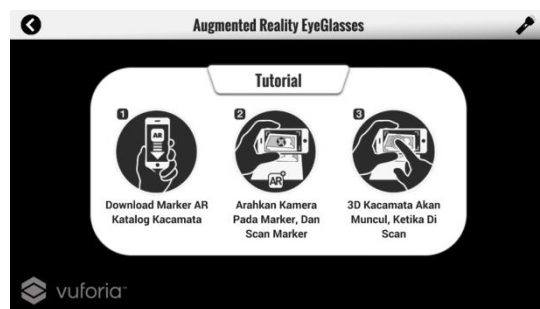 Augmented Reality EyeGlasses
Tutorial
1
AR
Download Marker AR
Katalog Kacamata
2
AR
Arahkan Kamera
Pada Marker, Dan
Scan Marker
3
3D Kacamata Akan
Muncul, Ketika Di
Scan
vuforia™